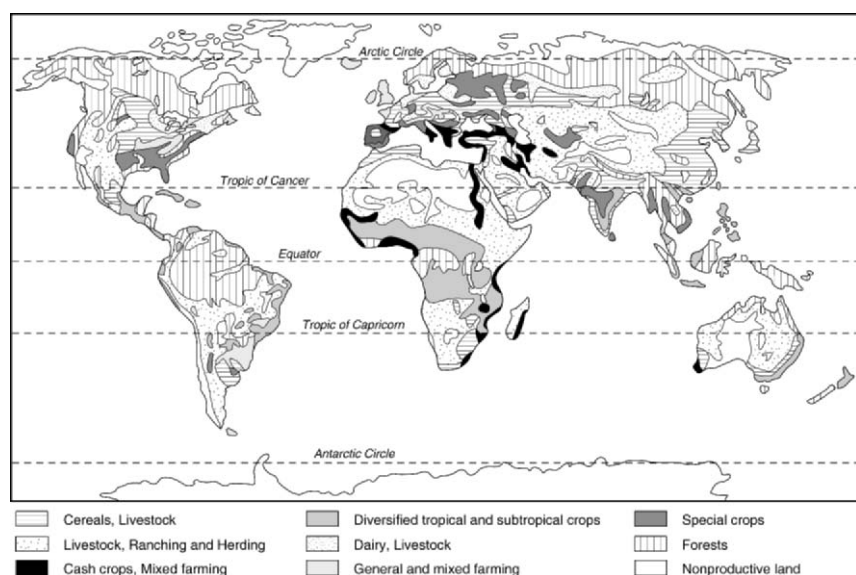 Arctic Circle
Tropic of Cancer
Equator
Tropic of Capricorn
Antarctic Circle
Cereals, Livestock
Diversified tropical and subtropical crops
Special crops
Livestock, Ranching and Herding
Dairy, Livestock
Forests
Cash crops, Mixed farming
General and mixed farming
Nonproductive land